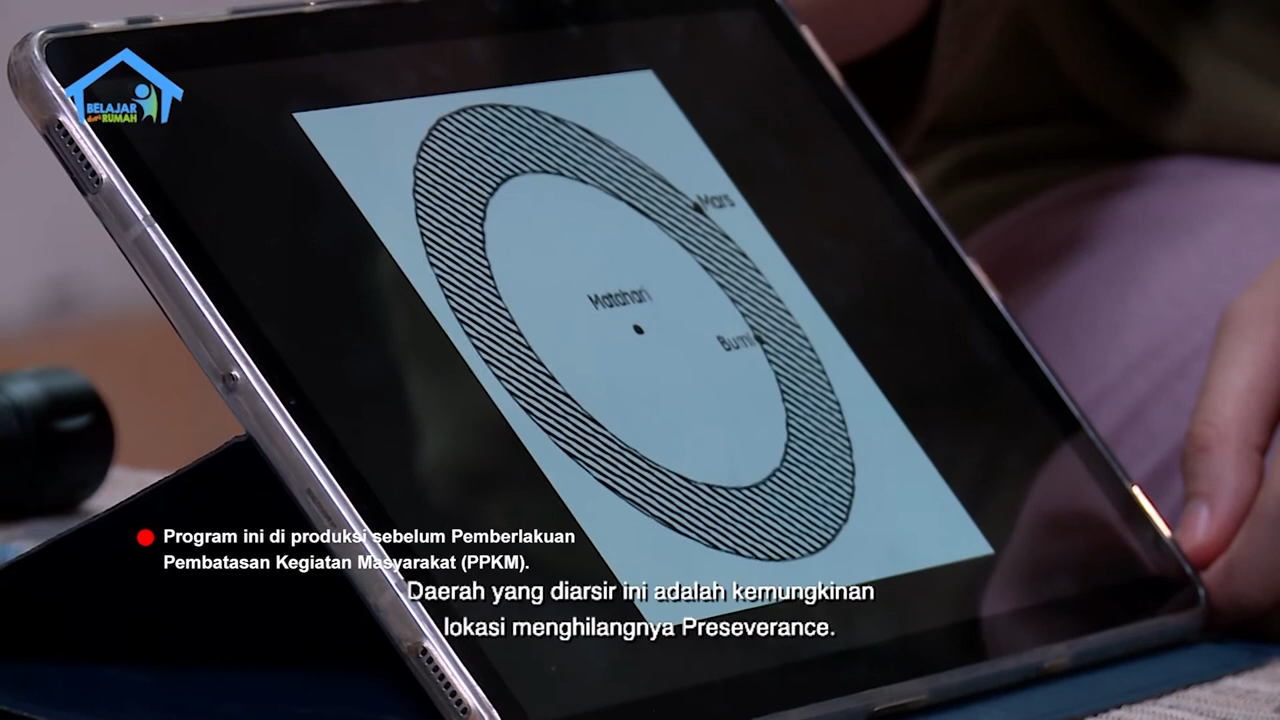 BELAJAR
dari RUMAH
Mars
Matahari
Bumi
Program ini di produksi sebelum Pemberlakuan
Pembatasan Kegiatan Masyarakat (PPKM).
Daerah yang diarsir ini adalah kemungkinan
lokasi menghilangnya Preseverance.